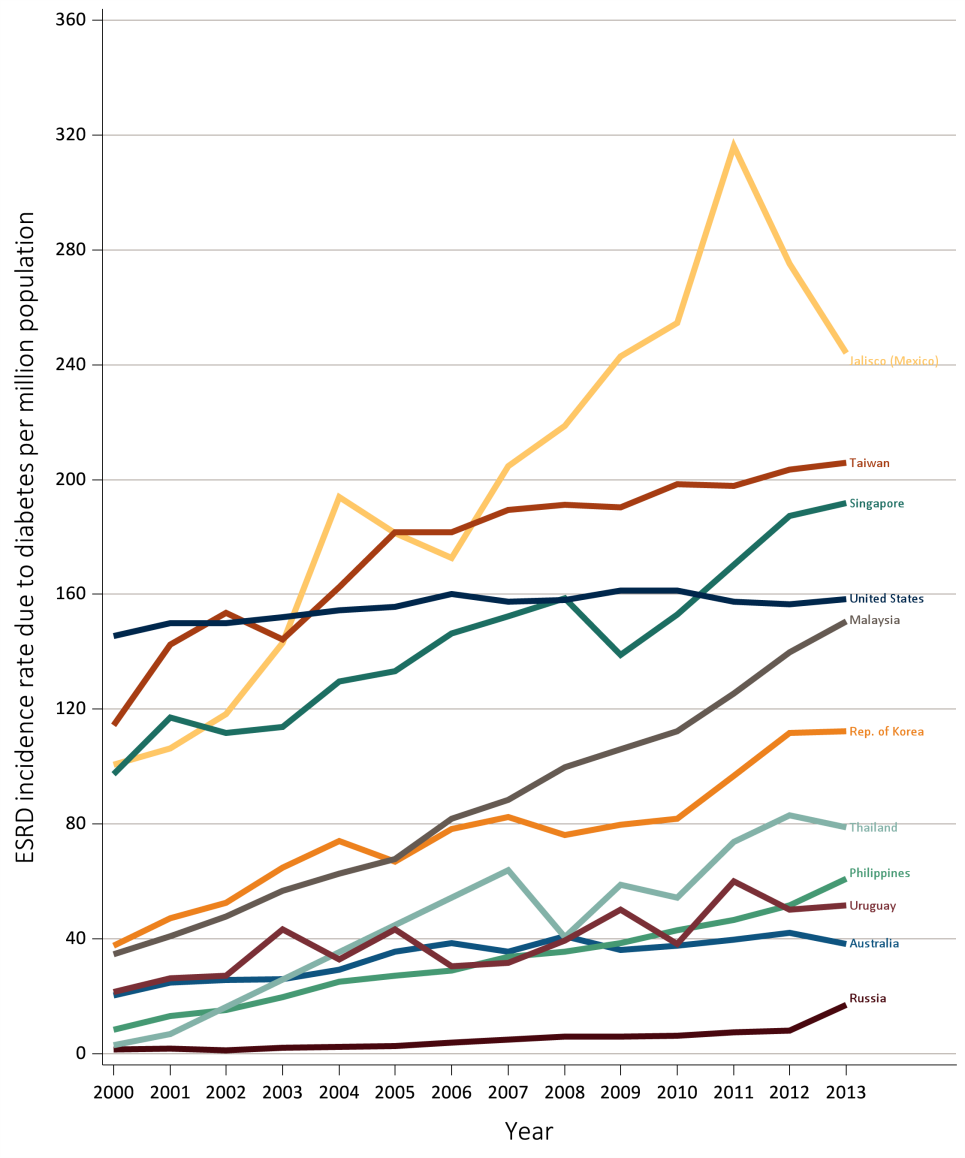 ESRD incidence rate due to diabetes per million population
360
320
280
240
200
160
120
80
40
0
Jalisco (Mexico)
Taiwan
Singapore
United States
Malaysia
Rep. of Korea
Thailand
Philippines
Uruguay
Australia
Russia
2000 2001 2002 2003 2004 2005 2006 2007 2008 2009 2010 2011 2012 2013
Year